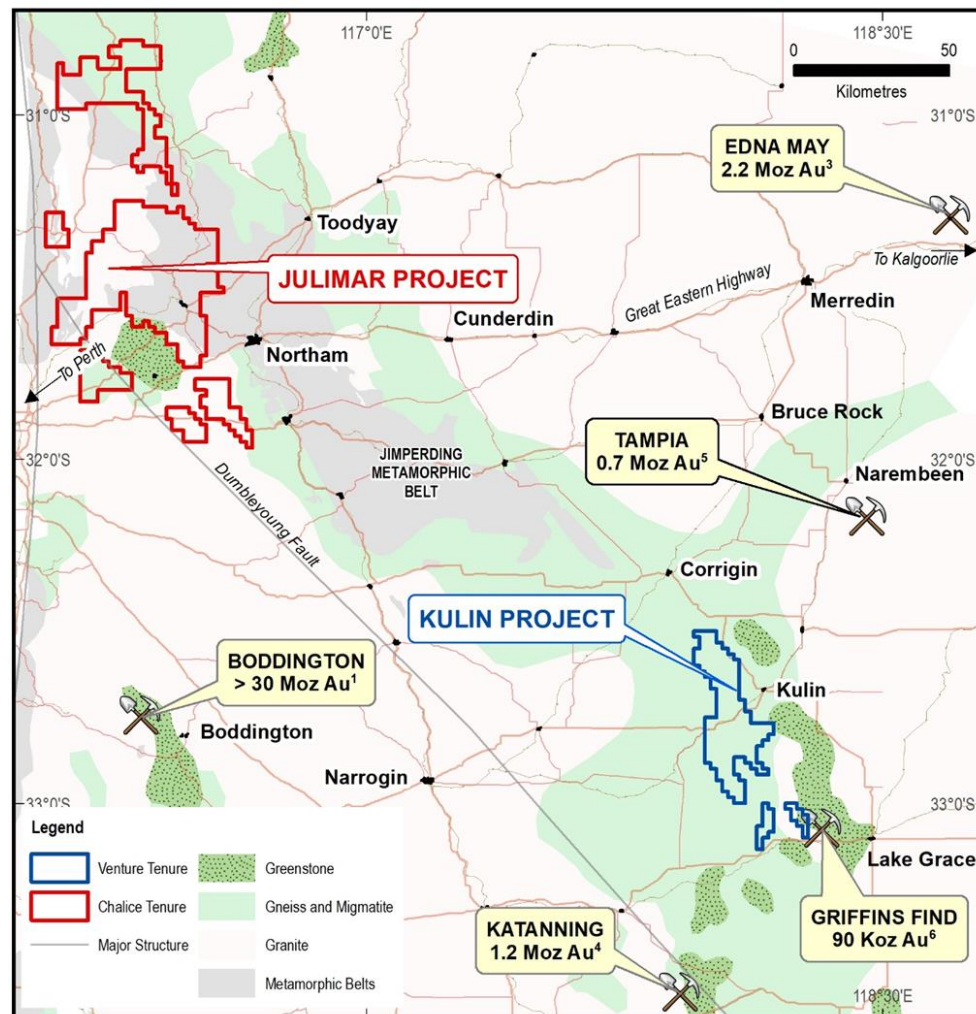 117°0'E
118°30'E
0
50
Kilometres
31°0'S
31°0'S
EDNA MAY
2.2 Moz Au³
Toodyay
To Kalgoorlie
JULIMAR PROJECT
Great Eastern Highway
Merredin
Cunderdin
Northam
To Perth
Bruce Rock
TAMPIA
0.7 Moz Au⁵
32°0'S
32°0'S
JIMPERDING
METAMORPHIC
BELT
Narembeen
Dumbleyoung Fault
Corrigin
KULIN PROJECT
BODDINGTON
> 30 Moz Au¹
Kulin
Boddington
Narrogin
33°0'S
33°0'S
Legend
Venture Tenure
Greenstone
Chalice Tenure
Gneiss and Migmatite
Major Structure
Granite
Metamorphic Belts
Lake Grace
KATANNING
1.2 Moz Au⁴
GRIFFINS FIND
90 Koz Au⁶
118°30'E